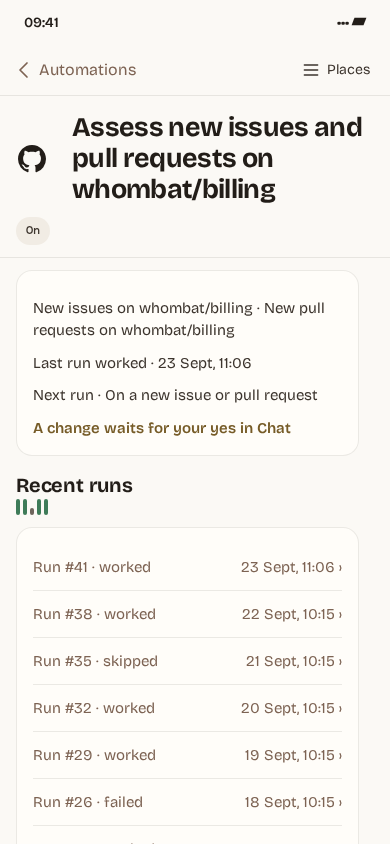 09:41
Automations
Places
Assess new issues and
pull requests on
whombat/billing
On
New issues on whombat/billing · New pull
requests on whombat/billing
Last run worked · 23 Sept, 11:06
Next run · On a new issue or pull request
A change waits for your yes in Chat
Recent runs
Run #41 · worked 23 Sept, 11:06 ›
Run #38 · worked 22 Sept, 10:15 ›
Run #35 · skipped 21 Sept, 10:15 ›
Run #32 · worked 20 Sept, 10:15 ›
Run #29 · worked 19 Sept, 10:15 ›
Run #26 · failed 18 Sept, 10:15 ›